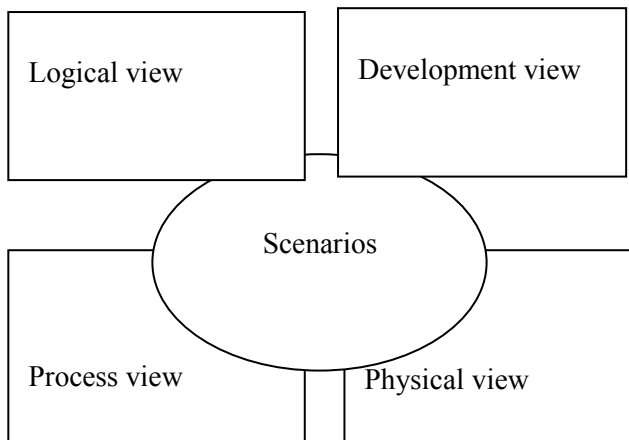 Logical view
Development view
Scenarios
Process view
Physical view